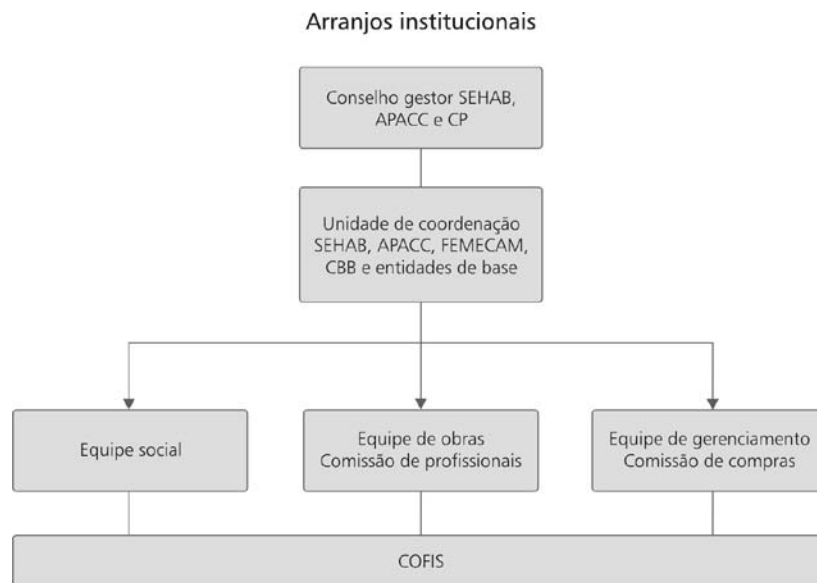 Arranjos institucionais
Conselho gestor SEHAB,
APACC e CP
Unidade de coordenação
SEHAB, APACC, FEMECAM,
CBB e entidades de base
Equipe social
Equipe de obras
Comissão de profissionais
Equipe de gerenciamento
Comissão de compras
COFIS